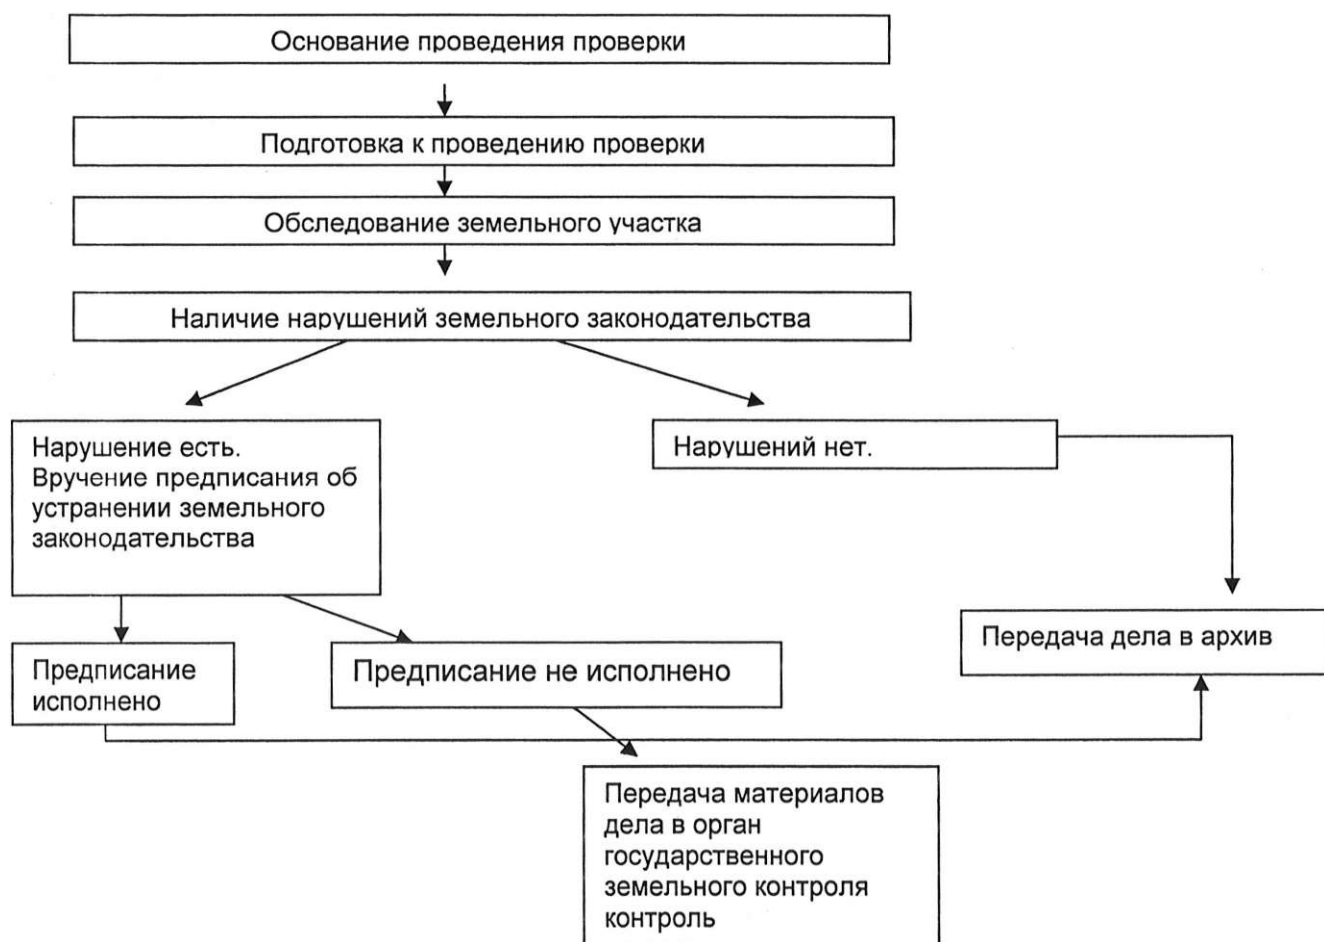 Основание проведения проверки
Подготовка к проведению проверки
Обследование земельного участка
Наличие нарушений земельного законодательства
Нарушение есть.
Вручение предписания об
устранении земельного
законодательства
Нарушений нет.
Предписание
исполнено
Предписание не исполнено
Передача дела в архив
Передача материалов
дела в орган
государственного
земельного контроля
контроль